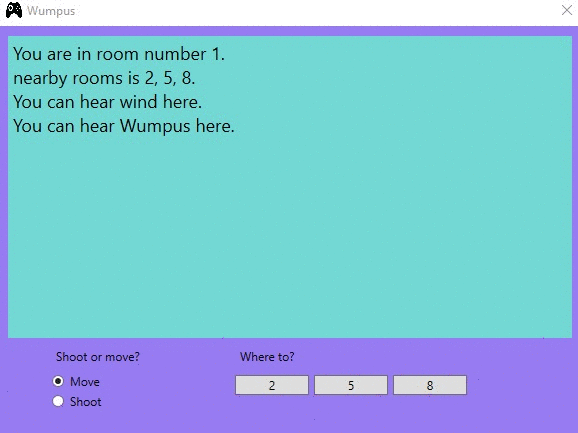 Wumpus
You are in room number 1.
nearby rooms is 2, 5, 8.
You can hear wind here.
You can hear Wumpus here.
Shoot or move?
Where to?
Move
2
5
8
Shoot